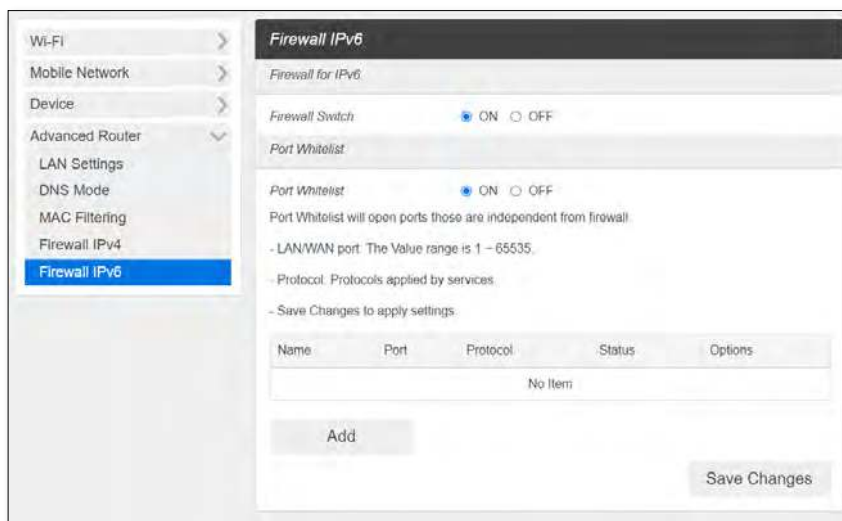 Wi-Fi
Mobile Network
Device
Advanced Router
LAN Settings
DNS Mode
MAC Filtering
Firewall IPv4
Firewall IPv6
Firewall IPv6
Firewall for IPv6
Firewall Switch ON OFF
Port Whitelist
Port Whitelist ON OFF
Port Whitelist will open ports those are independent from firewall
- LAN/WAN port. The Value range is 1 ~ 65535.
- Protocol. Protocols applied by services
- Save Changes to apply settings
Name Port Protocol Status Options
No Item
Add
Save Changes